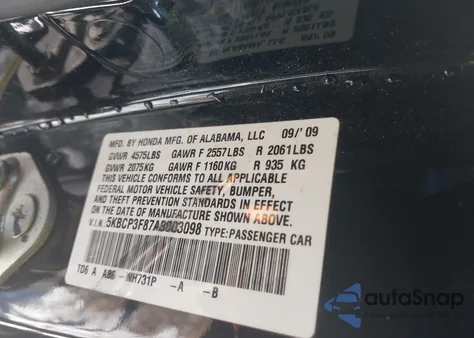 MFD. BY HONDA MFG. OF ALABAMA, LLC 09/'09
GVWR 4575LBS GAWR F 2557LBS R 2061LBS
GVWR 2075KG GAWR F 1160KG R 935 KG
THIS VEHICLE CONFORMS TO ALL APPLICABLE
FEDERAL MOTOR VEHICLE SAFETY, BUMPER,
AND THEFT PREVENTION STANDARDS IN EFFECT ON
THE DATE OF MANUFACTURE SHOWN ABOVE.
V.I.N. TYPE:PASSENGER CAR
TD6 A NH731P -A -B
autoSnap